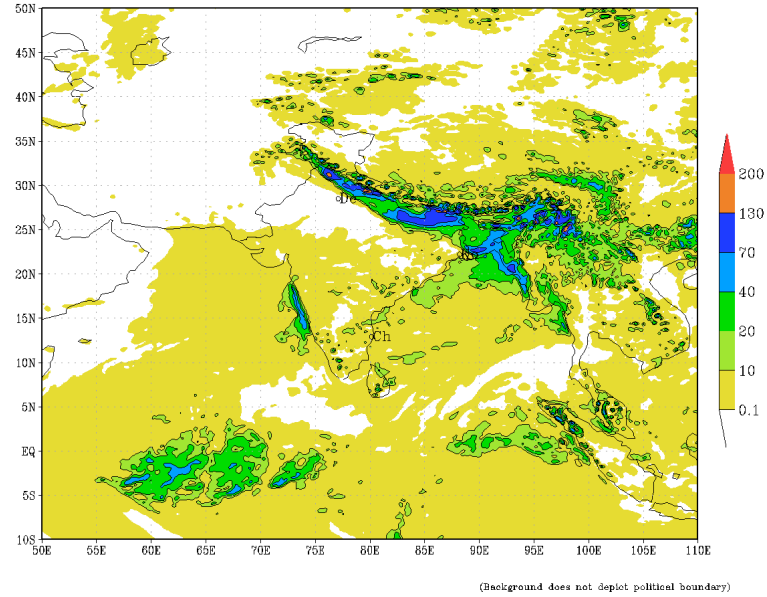 50N
45N
40N
35N
30N
25N
20N
15N
10N
5N
EQ
5S
10S
50E 55E 60E 65E 70E 75E 80E 85E 90E 95E 100E 105E 110E
De
Ch
200
130
70
40
20
10
0.1
(Background does not depict political boundary)